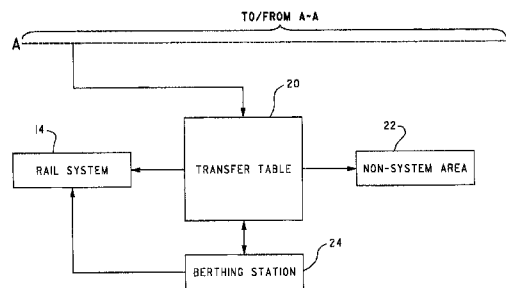 TO/FROM A-A
A
20
14
22
RAIL SYSTEM
TRANSFER TABLE
NON-SYSTEM AREA
24
BERTHING STATION